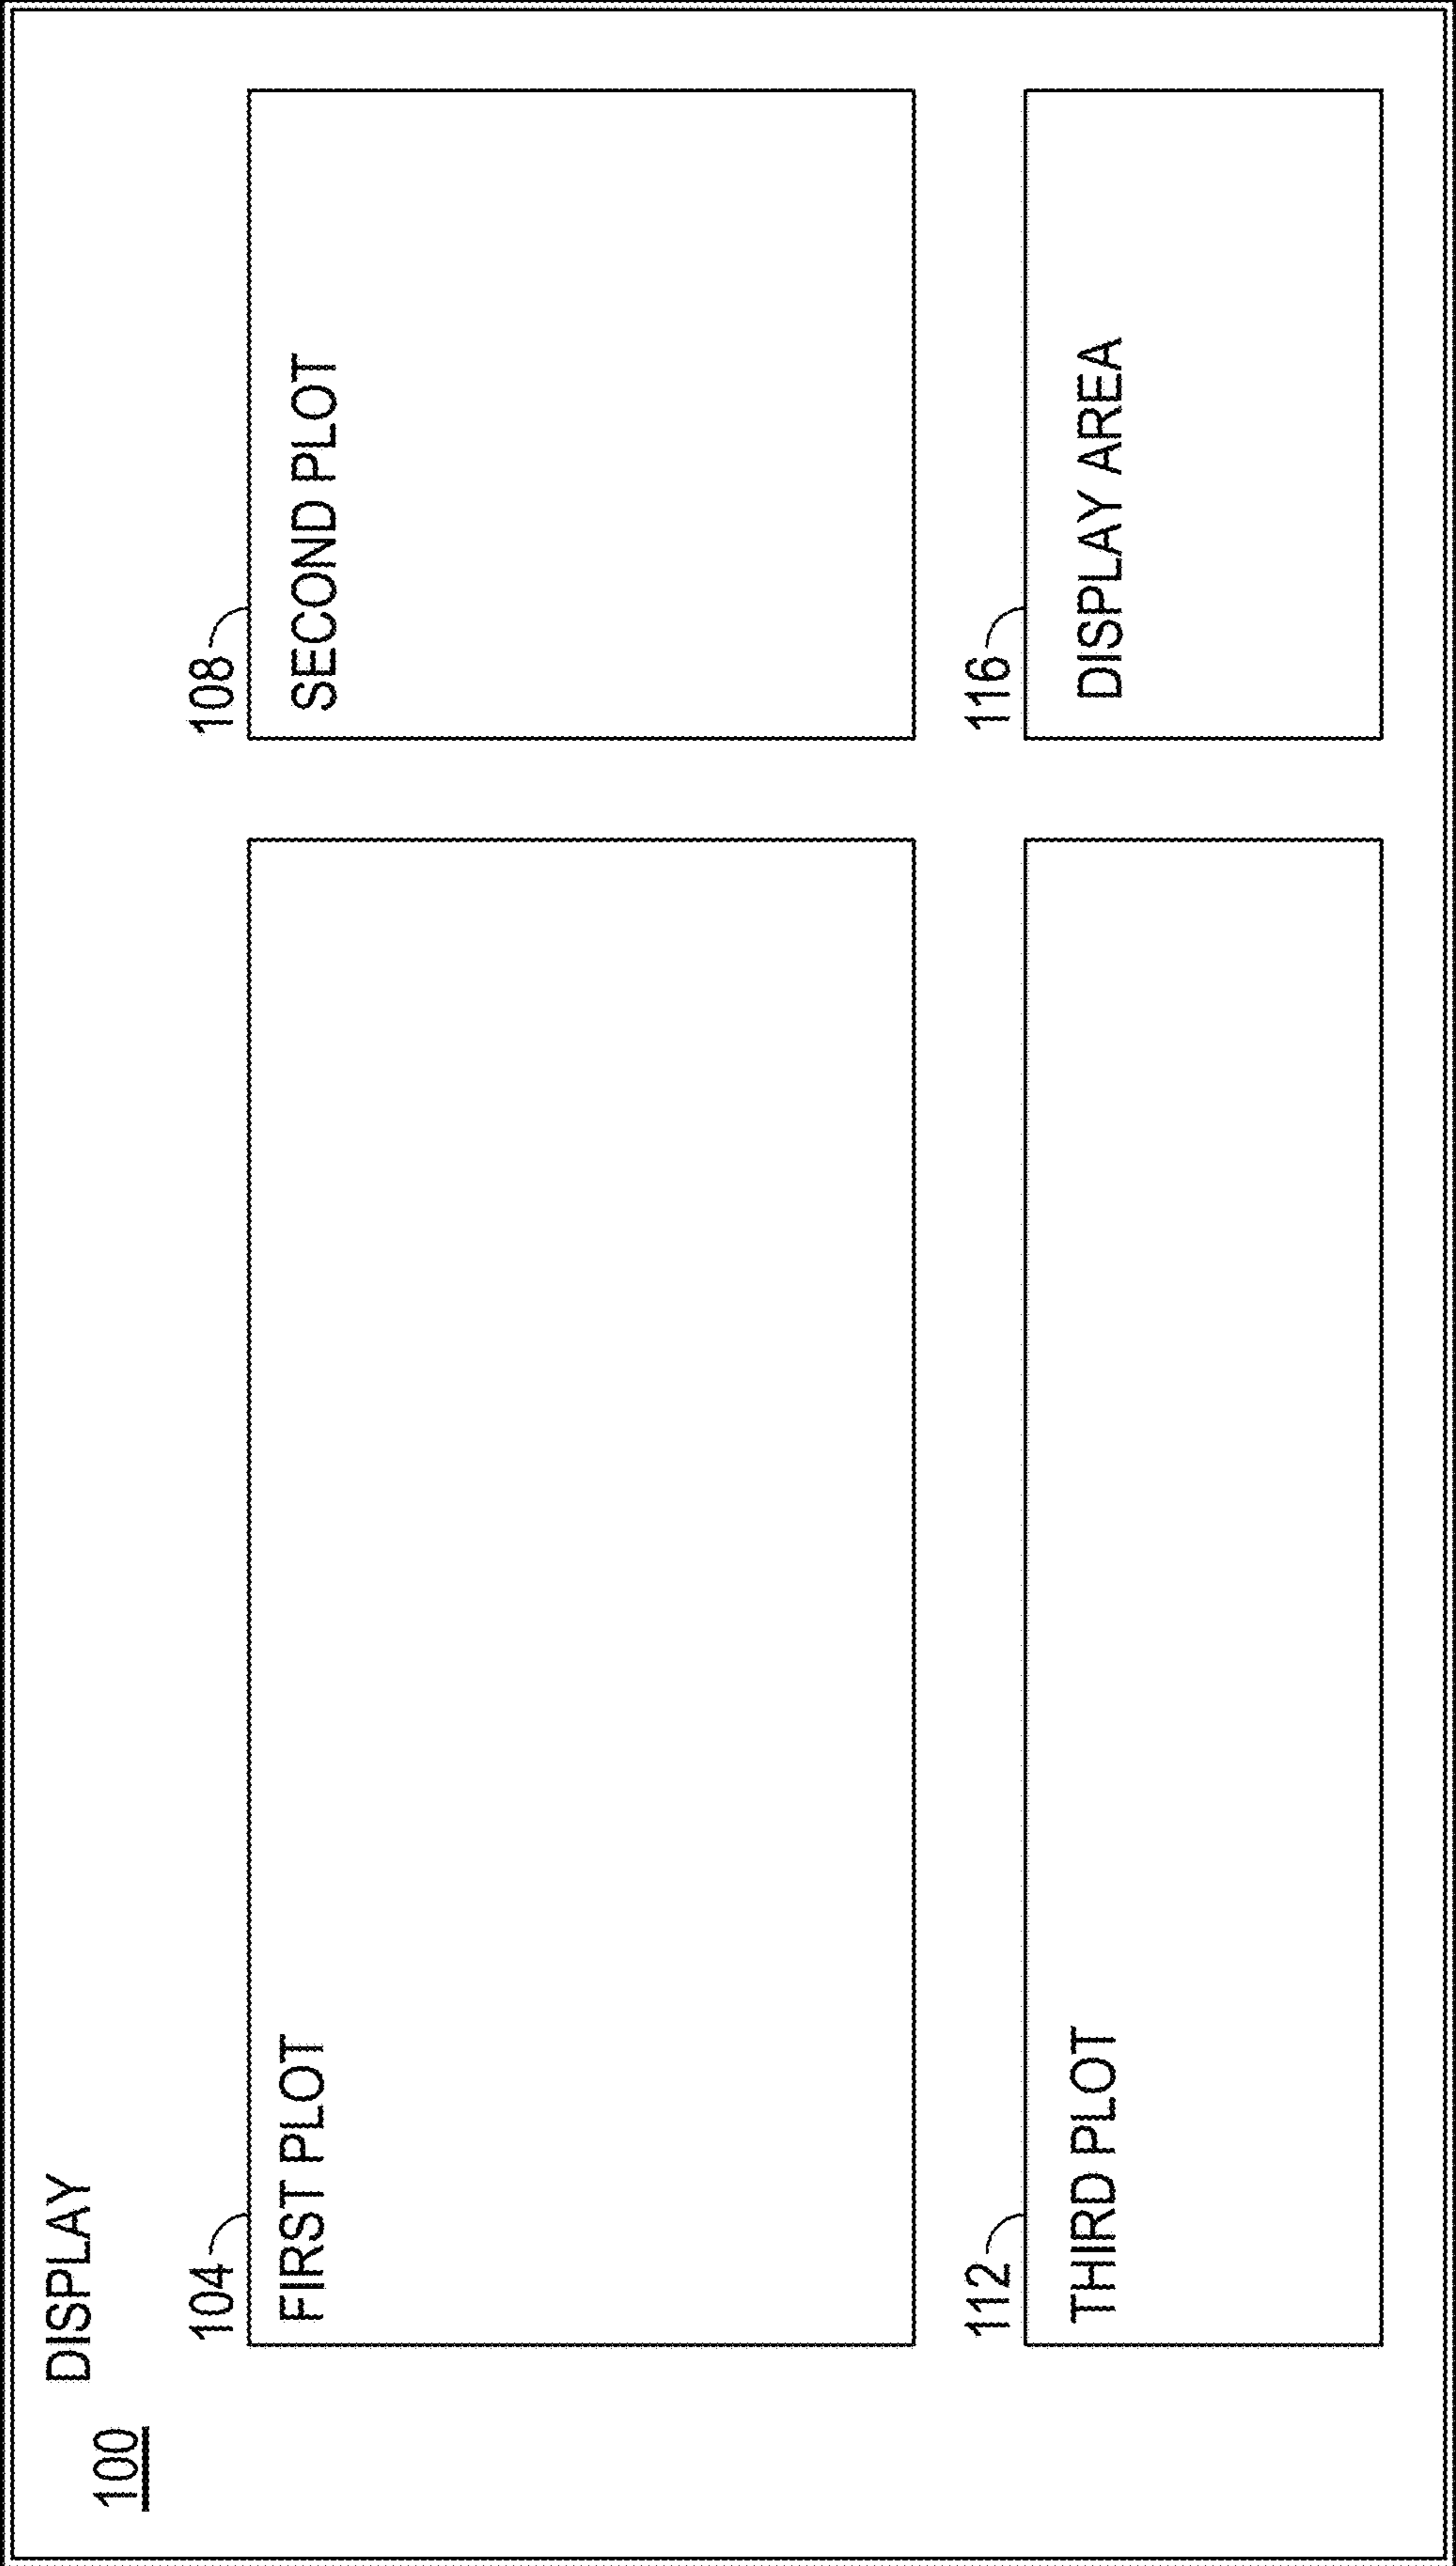 DISPLAY
100
104
FIRST PLOT
108
SECOND PLOT
112
THIRD PLOT
116
DISPLAY AREA